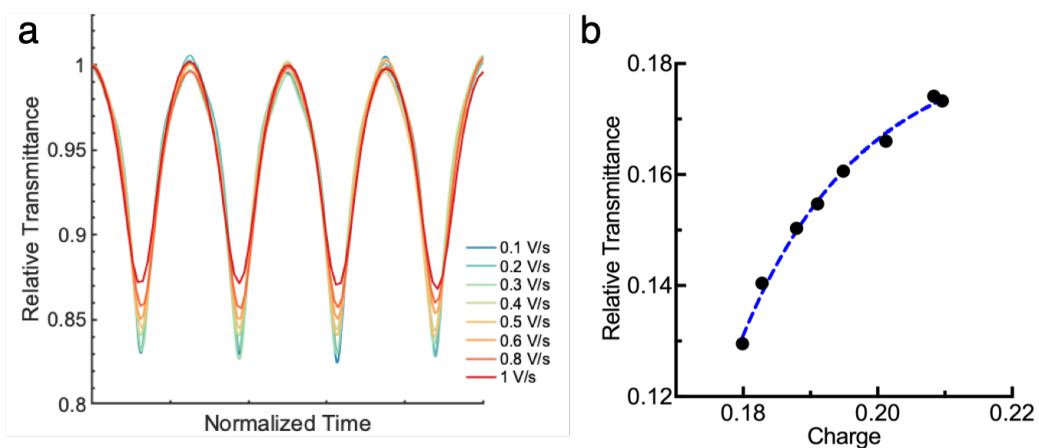 a
1
0.95
0.9
0.85
0.8
Relative Transmittance
Normalized Time
0.1 V/s
0.2 V/s
0.3 V/s
0.4 V/s
0.5 V/s
0.6 V/s
0.8 V/s
1 V/s
b
0.18
0.16
0.14
0.12
Relative Transmittance
0.18
0.20
0.22
Charge